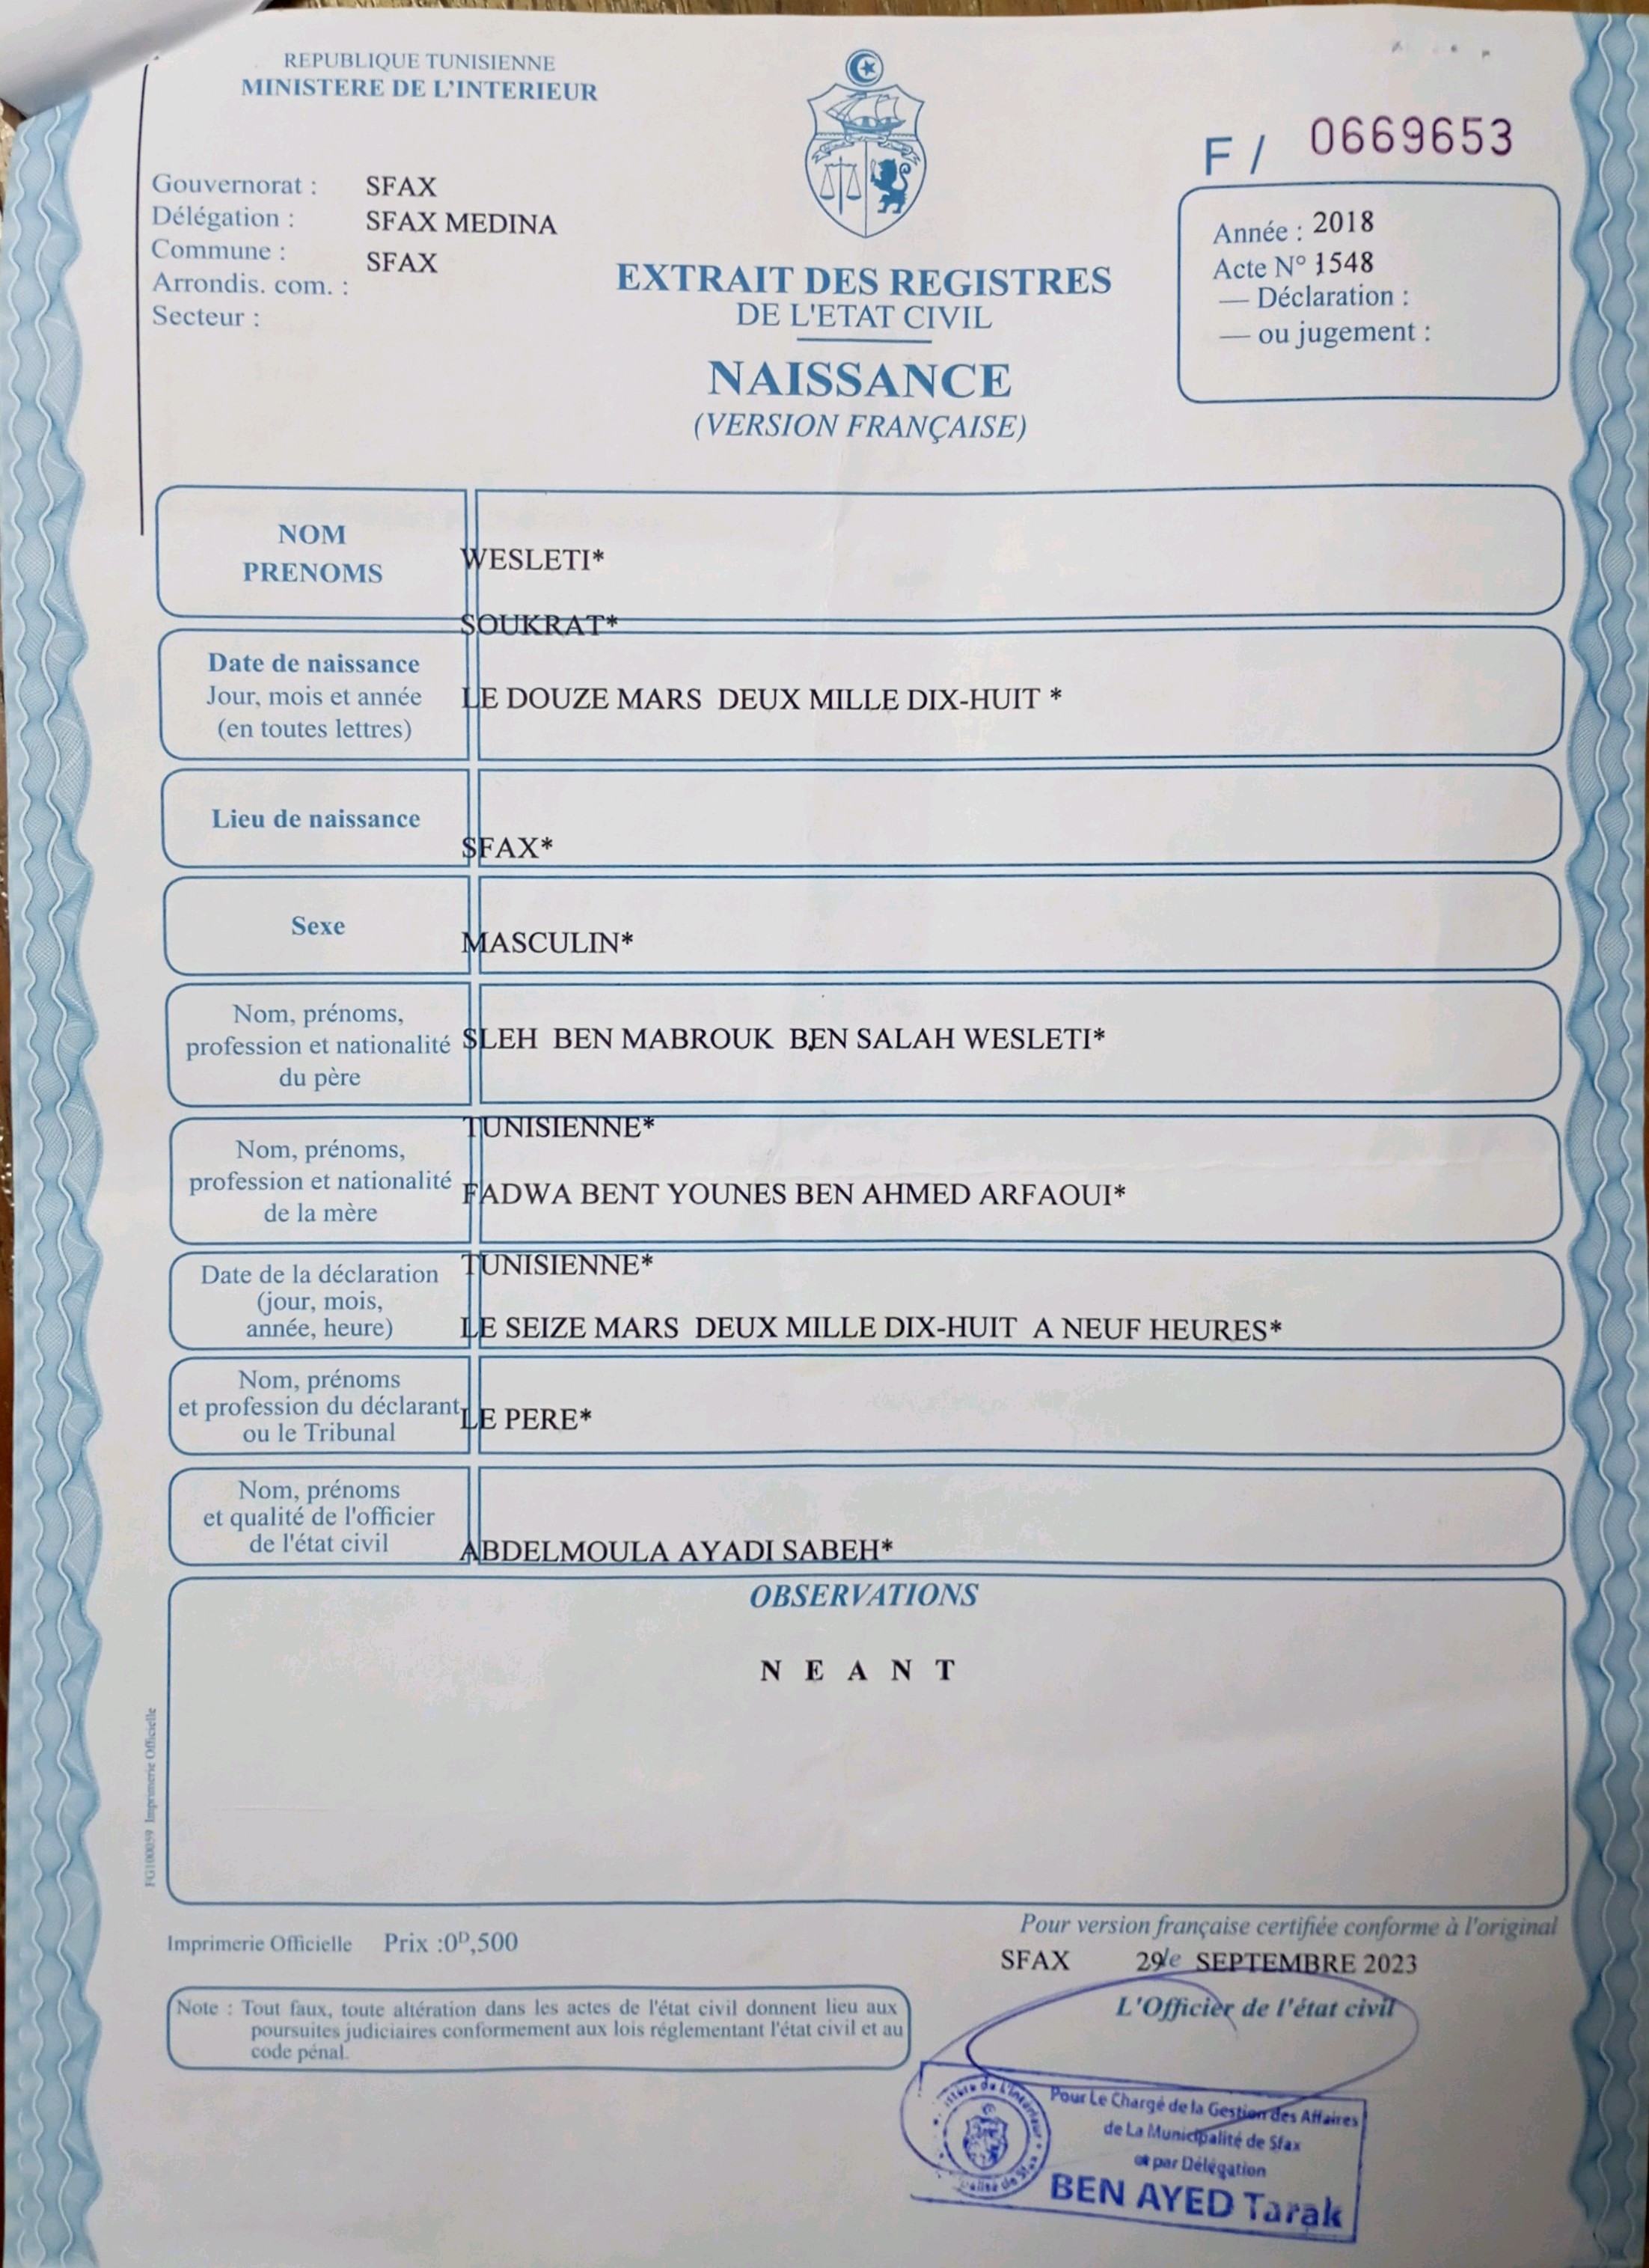 REPUBLIQUE TUNISIENNE
MINISTERE DE L'INTERIEUR
F / 0669653
Gouvernorat : SFAX
Délégation : SFAX MEDINA
Commune : SFAX
Arrondis. com. :
Secteur :
Année : 2018
Acte N° 1548
— Déclaration :
— ou jugement :
EXTRAIT DES REGISTRES
DE L'ETAT CIVIL
NAISSANCE
(VERSION FRANÇAISE)
NOM
PRENOMS
WESLETI*
SOUKRAT*
Date de naissance
Jour, mois et année
(en toutes lettres)
LE DOUZE MARS DEUX MILLE DIX-HUIT *
Lieu de naissance
SFAX*
Sexe
MASCULIN*
Nom, prénoms,
profession et nationalité
du père
SLEH BEN MABROUK BEN SALAH WESLETI*
TUNISIENNE*
Nom, prénoms,
profession et nationalité
de la mère
FADWA BENT YOUNES BEN AHMED ARFAOUI*
TUNISIENNE*
Date de la déclaration
(jour, mois,
année, heure)
LE SEIZE MARS DEUX MILLE DIX-HUIT A NEUF HEURES*
Nom, prénoms
et profession du déclarant
ou le Tribunal
LE PERE*
Nom, prénoms
et qualité de l'officier
de l'état civil
ABDELMOULA AYADI SABEH*
OBSERVATIONS
N E A N T
FG100059 Imprimerie Officielle
Imprimerie Officielle Prix :0ᴰ,500
Pour version française certifiée conforme à l'original
SFAX 29 le SEPTEMBRE 2023
L'Officier de l'état civil
Note : Tout faux, toute altération dans les actes de l'état civil donnent lieu aux
poursuites judiciaires conformement aux lois réglementant l'état civil et au
code pénal.
Pour Le Chargé de la Gestion des Affaires
de La Municipalité de Sfax
et par Délégation
BEN AYED Tarak